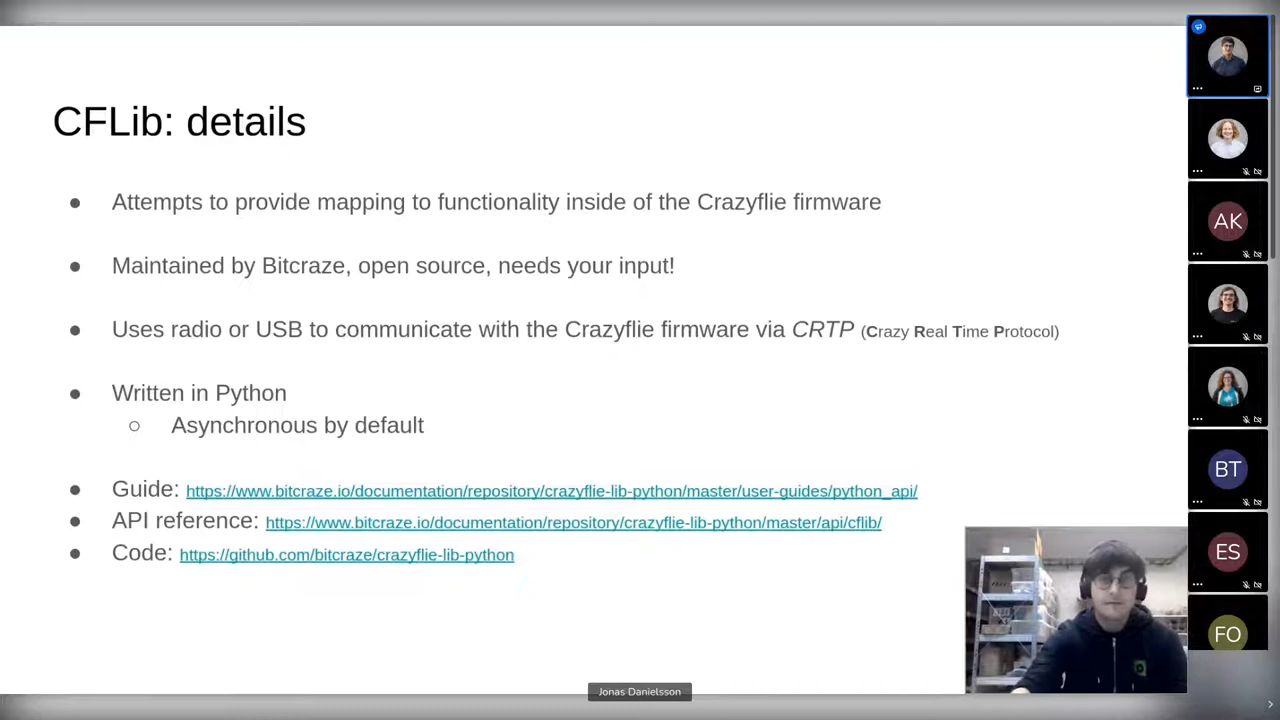 CFLib: details
● Attempts to provide mapping to functionality inside of the Crazyflie firmware
● Maintained by Bitcraze, open source, needs your input!
● Uses radio or USB to communicate with the Crazyflie firmware via CRTP (Crazy Real Time Protocol)
● Written in Python
○ Asynchronous by default
● Guide: https://www.bitcraze.io/documentation/repository/crazyflie-lib-python/master/user-guides/python_api/
● API reference: https://www.bitcraze.io/documentation/repository/crazyflie-lib-python/master/api/cflib/
● Code: https://github.com/bitcraze/crazyflie-lib-python
AK
BT
ES
FO
Jonas Danielsson